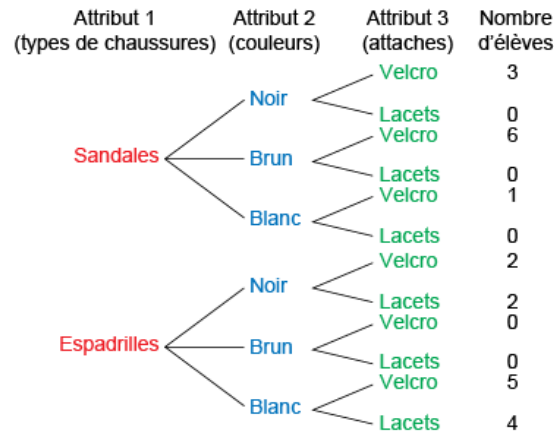 Attribut 1 Attribut 2 Attribut 3 Nombre
(types de chaussures) (couleurs) (attaches) d'élèves
Velcro 3
Noir
Lacets 0
Velcro 6
Sandales Brun
Lacets 0
Velcro 1
Blanc
Lacets 0
Velcro 2
Noir
Lacets 2
Velcro 0
Espadrilles Brun
Lacets 0
Velcro 5
Blanc
Lacets 4